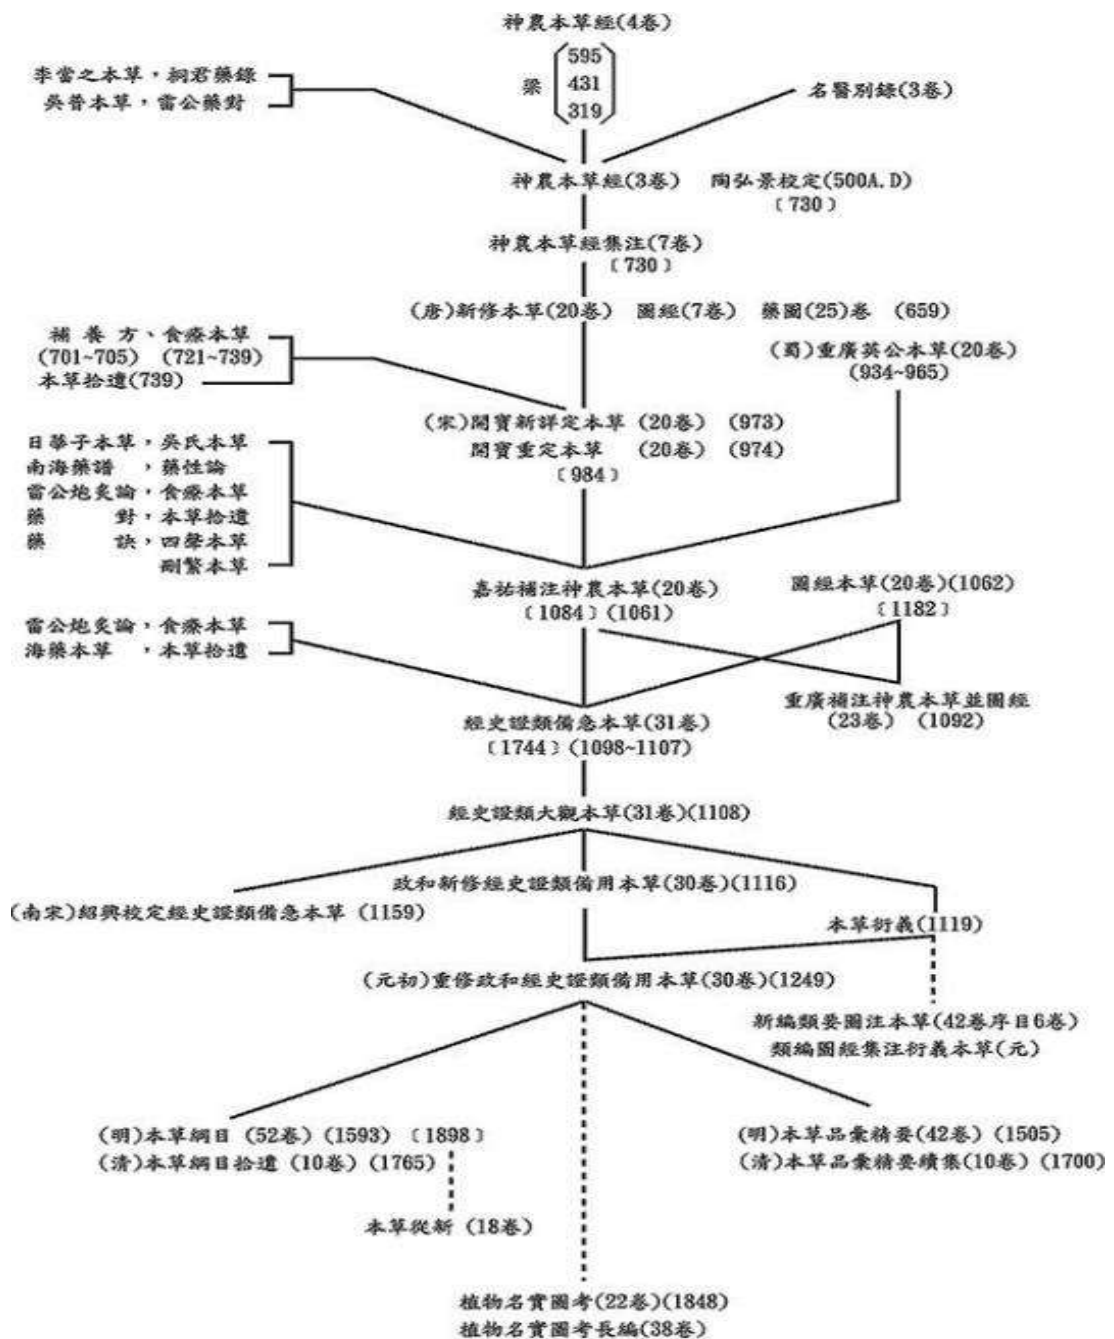 神農本草經(4卷)
595
梁 431
319
李當之本草，桐君藥錄
吳普本草，雷公藥對
名醫別錄(3卷)
神農本草經(3卷) 陶弘景校定(500A.D)
〔730〕
神農本草經集注(7卷)
〔730〕
(唐)新修本草(20卷) 圖經(7卷) 藥圖(25)卷 (659)
補養方、食療本草
(701~705) (721~739)
本草拾遺(739)
(蜀)重廣英公本草(20卷)
(934~965)
(宋)開寶新詳定本草 (20卷) (973)
開寶重定本草 (20卷) (974)
〔984〕
日華子本草，吳氏本草
南海藥譜，藥性論
雷公炮炙論，食療本草
藥對，本草拾遺
藥訣，四聲本草
刪繁本草
嘉祐補注神農本草(20卷)
〔1084〕(1061)
圖經本草(20卷)(1062)
〔1182〕
雷公炮炙論，食療本草
海藥本草，本草拾遺
重廣補注神農本草並圖經
(23卷) (1092)
經史證類備急本草(31卷)
〔1744〕(1098~1107)
經史證類大觀本草(31卷)(1108)
政和新修經史證類備用本草(30卷)(1116)
(南宋)紹興校定經史證類備急本草 (1159)
本草衍義(1119)
(元初)重修政和經史證類備用本草(30卷)(1249)
新編類要圖注本草(42卷序目6卷)
類編圖經集注衍義本草(元)
(明)本草綱目 (52卷) (1593) 〔1898〕
(清)本草綱目拾遺 (10卷) (1765)
(明)本草品彙精要(42卷) (1505)
(清)本草品彙精要續集(10卷) (1700)
本草從新 (18卷)
植物名實圖考(22卷)(1848)
植物名實圖考長編(38卷)